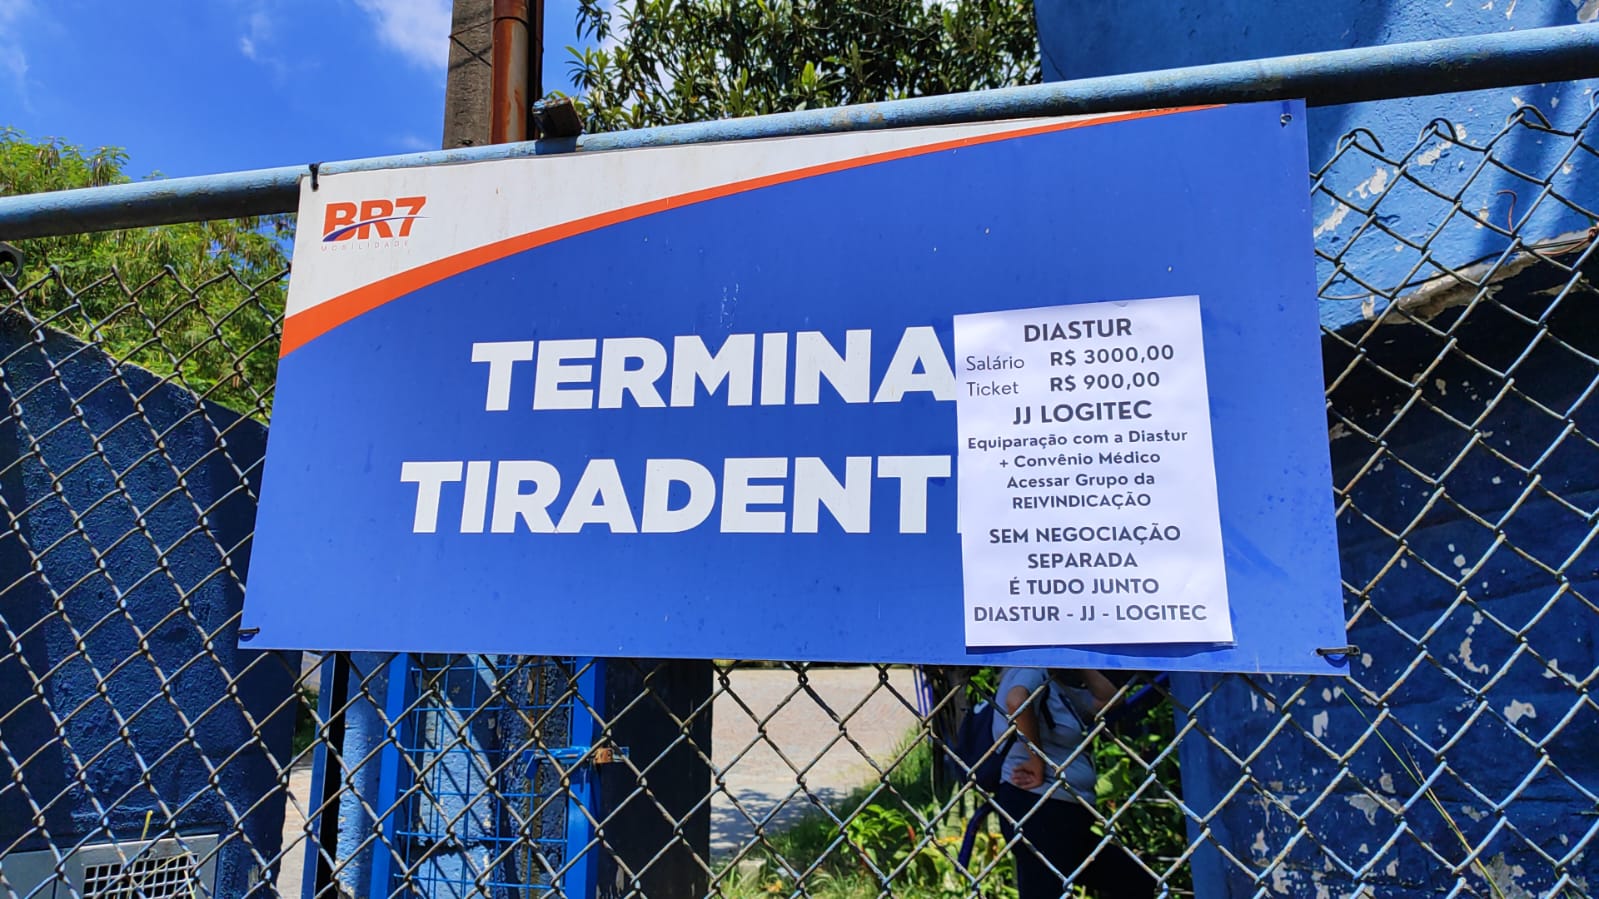 BR7
MOBILIDADE
TERMINA
TIRADENT
DIASTUR
Salário R$ 3000,00
Ticket R$ 900,00
JJ LOGITEC
Equiparação com a Diastur
+ Convênio Médico
Acessar Grupo da
REIVINDICAÇÃO
SEM NEGOCIAÇÃO
SEPARADA
É TUDO JUNTO
DIASTUR - JJ - LOGITEC